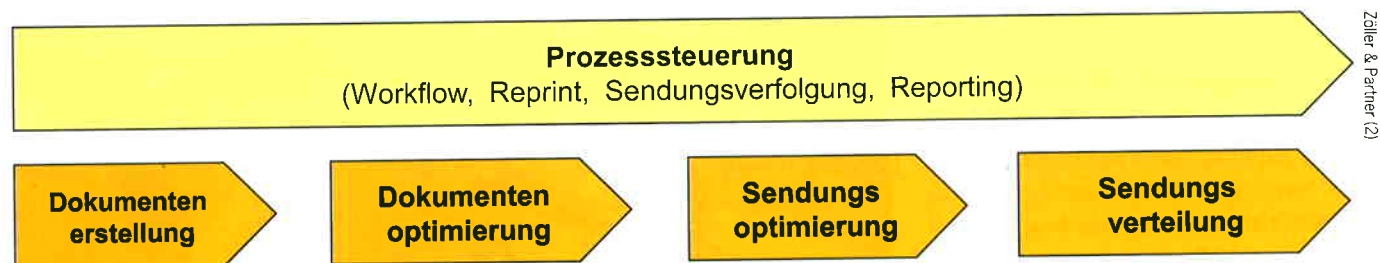 Prozesssteuerung
(Workflow, Reprint, Sendungsverfolgung, Reporting)
Zöller & Partner (2)
Dokumenten
erstellung
Dokumenten
optimierung
Sendungs
optimierung
Sendungs
verteilung